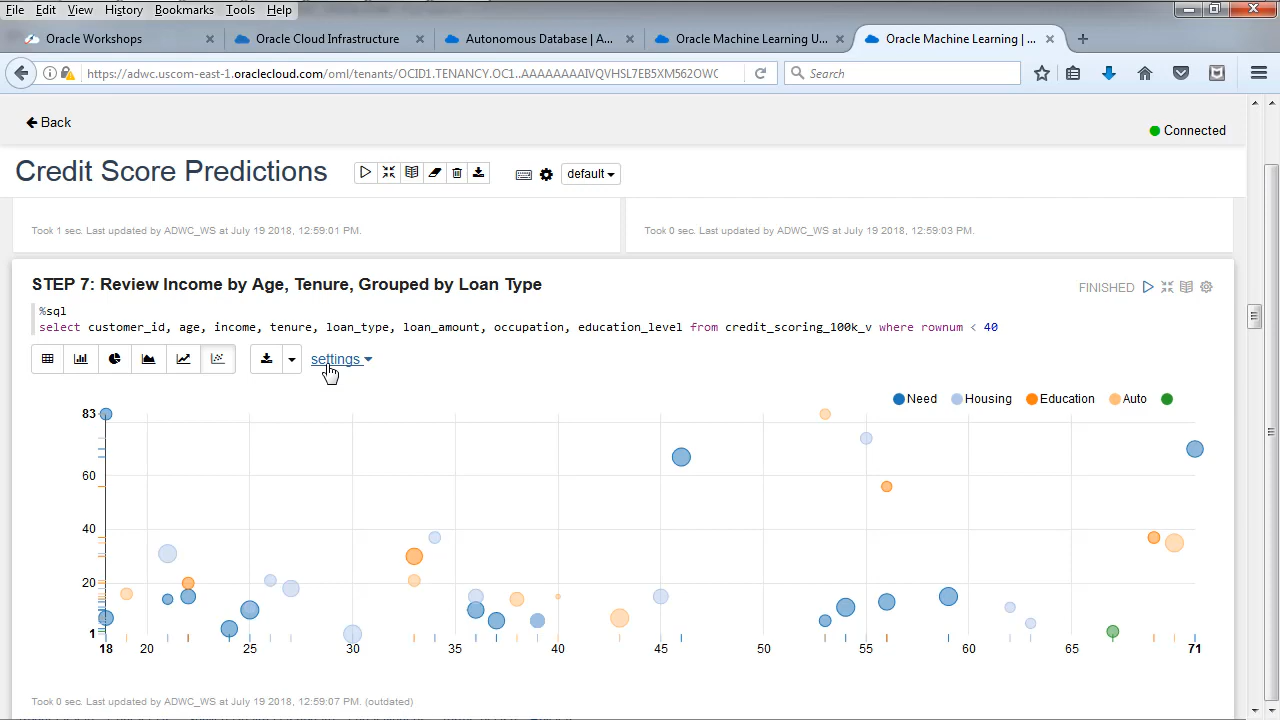 File Edit View History Bookmarks Tools Help
Oracle Workshops
Oracle Cloud Infrastructure
Autonomous Database | A...
Oracle Machine Learning U...
Oracle Machine Learning | ...
https://adwc.uscom-east-1.oraclecloud.com/oml/tenants/OCID1.TENANCY.OC1..AAAAAAAAIVQVHSL7EB5XM562OWC
Search
Back
Connected
Credit Score Predictions
default
Took 1 sec. Last updated by ADWC_WS at July 19 2018, 12:59:01 PM.
Took 0 sec. Last updated by ADWC_WS at July 19 2018, 12:59:03 PM.
STEP 7: Review Income by Age, Tenure, Grouped by Loan Type
FINISHED
%sql
select customer_id, age, income, tenure, loan_type, loan_amount, occupation, education_level from credit_scoring_100k_v where rownum < 40
settings
Need Housing Education Auto
83
60
40
20
1
18 20 25 30 35 40 45 50 55 60 65 71
Took 0 sec. Last updated by ADWC_WS at July 19 2018, 12:59:07 PM. (outdated)